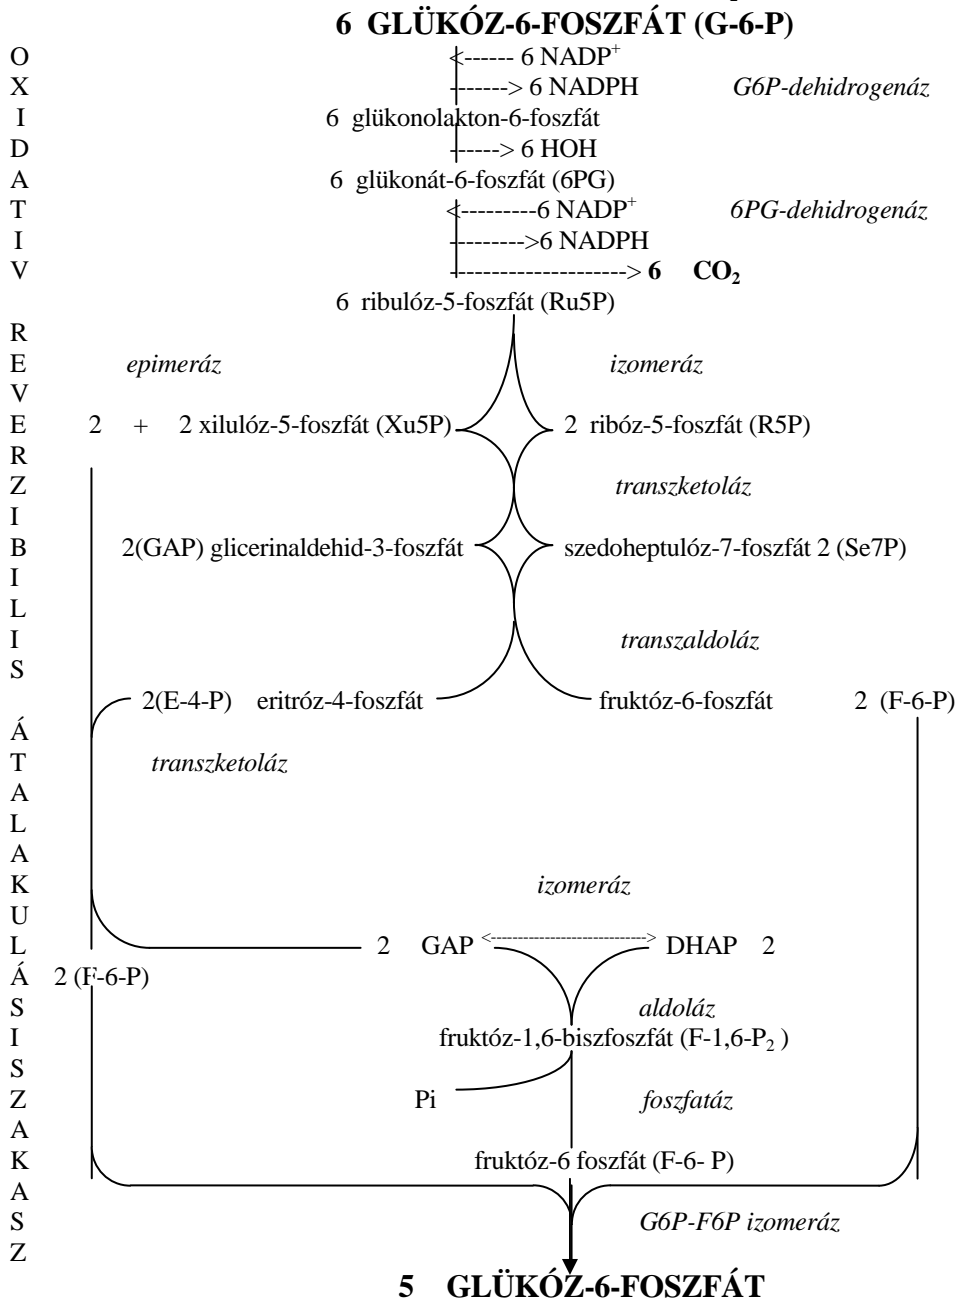 6 GLÜKÓZ-6-FOSZFÁT (G-6-P)
O <------ 6 NADP+
X -------> 6 NADPH G6P-dehidrogenáz
I 6 glükonolakton-6-foszfát
D ------> 6 HOH
A 6 glükonát-6-foszfát (6PG)
T <---------6 NADP+ 6PG-dehidrogenáz
I --------->6 NADPH
V ---------------------> 6 CO2
6 ribulóz-5-foszfát (Ru5P)
R
E epimeráz izomeráz
V
E 2 + 2 xilulóz-5-foszfát (Xu5P) 2 ribóz-5-foszfát (R5P)
R
Z transzketoláz
I
B 2(GAP) glicerinaldehid-3-foszfát szedoheptulóz-7-foszfát 2 (Se7P)
I
L
I transzaldoláz
S
2(E-4-P) eritróz-4-foszfát fruktóz-6-foszfát 2 (F-6-P)
Á
T transzketoláz
A
L
A
K izomeráz
U
L 2 GAP <----------------------------> DHAP 2
Á 2 (F-6-P)
S aldoláz
I fruktóz-1,6-biszfoszfát (F-1,6-P2 )
S
Z Pi foszfatáz
A
K fruktóz-6 foszfát (F-6- P)
A
S G6P-F6P izomeráz
Z
5 GLÜKÓZ-6-FOSZFÁT